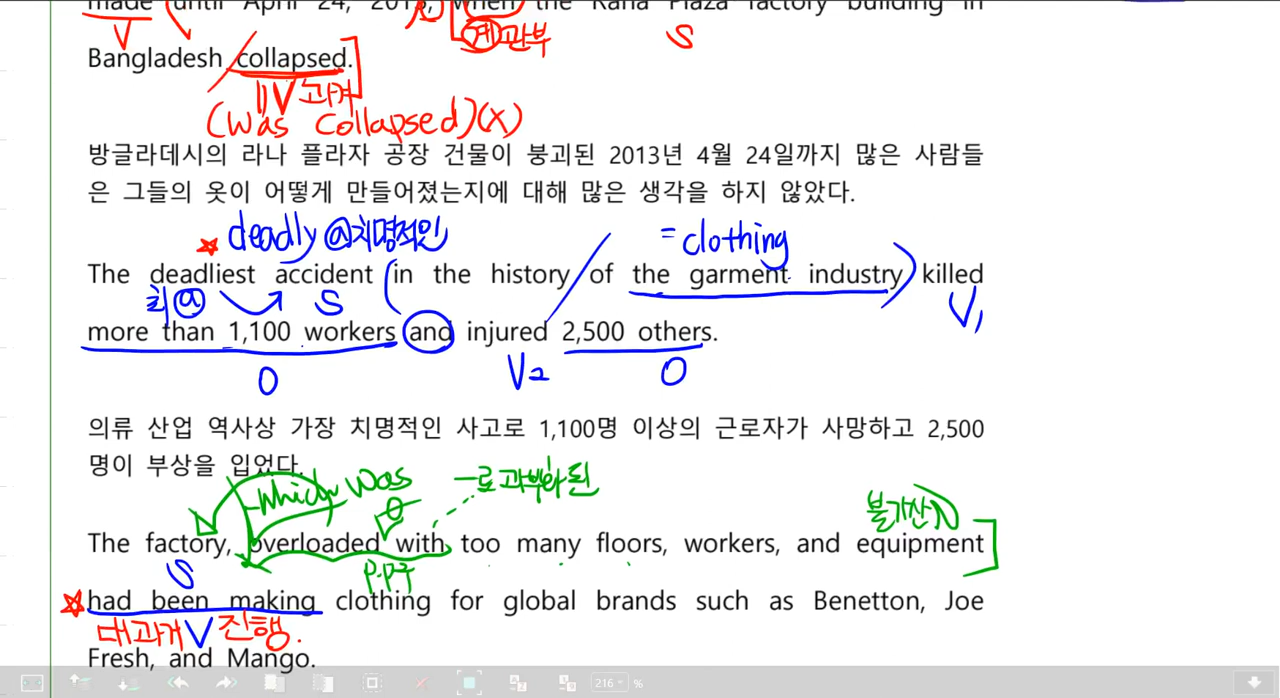 made until April 24, 2013, when the Rana Plaza factory building in
V
계 관부
S
Bangladesh collapsed.
V 과거
(was collapsed)(X)
방글라데시의 라나 플라자 공장 건물이 붕괴된 2013년 4월 24일까지 많은 사람들
은 그들의 옷이 어떻게 만들어졌는지에 대해 많은 생각을 하지 않았다.
deadly ⓐ치명적인
= clothing
The deadliest accident (in the history of the garment industry) killed
최ⓐ
S
V1
more than 1,100 workers and injured 2,500 others.
O
V2
O
의류 산업 역사상 가장 치명적인 사고로 1,100명 이상의 근로자가 사망하고 2,500
명이 부상을 입었다.
which was
~로 과부하된
불가산N
The factory, overloaded with too many floors, workers, and equipment]
S
P.P구
had been making clothing for global brands such as Benetton, Joe
대과거 V 진행.
Fresh, and Mango.
216 %